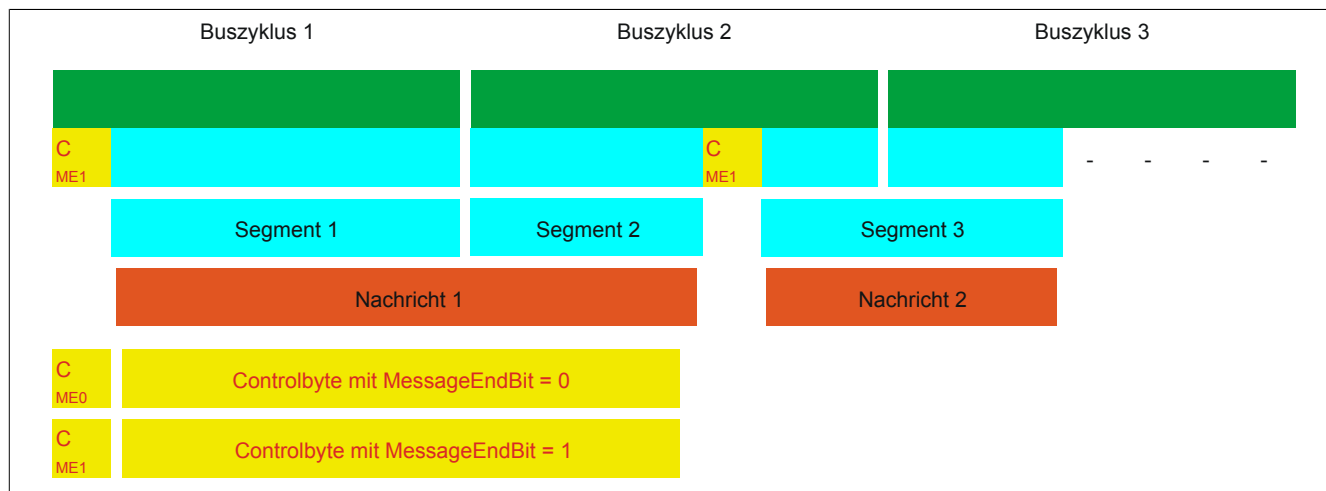 Buszyklus 1 Buszyklus 2 Buszyklus 3
C C
ME1 ME1 - - - -
Segment 1 Segment 2 Segment 3
Nachricht 1 Nachricht 2
C
ME0
Controlbyte mit MessageEndBit = 0
C
ME1
Controlbyte mit MessageEndBit = 1